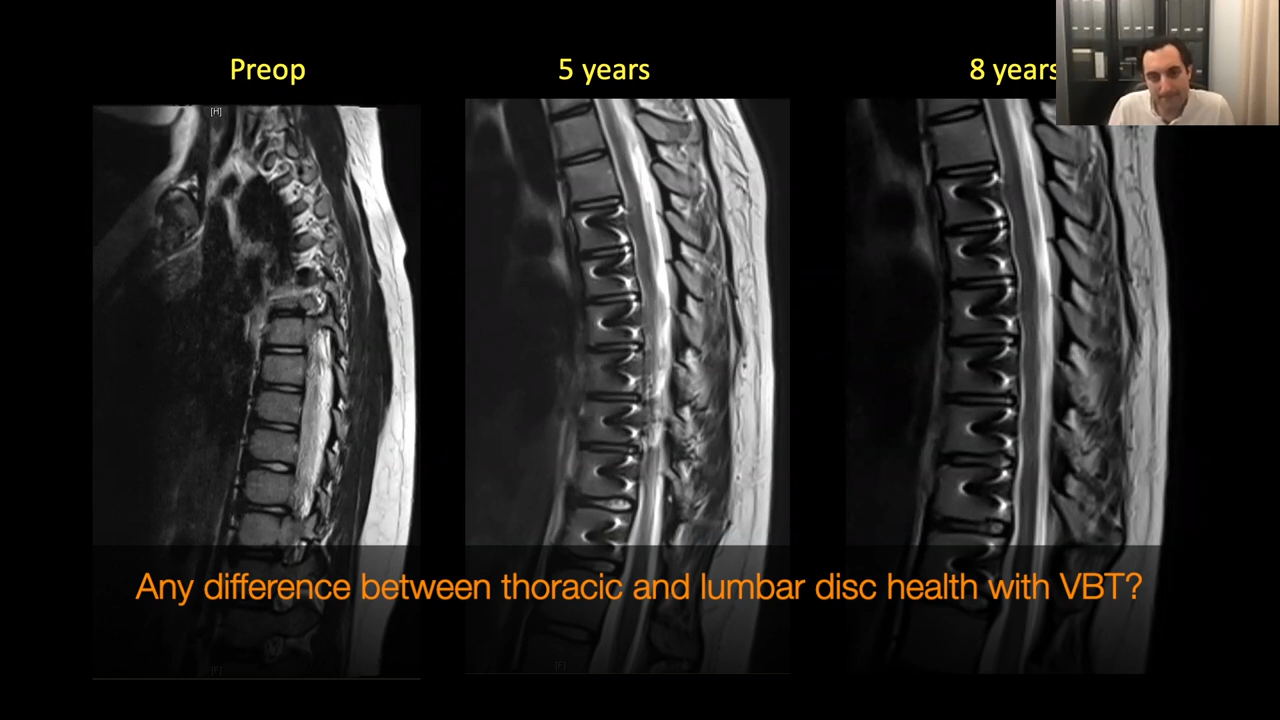 Preop
5 years
8 years
[H]
Any difference between thoracic and lumbar disc health with VBT?
[F]
[F]